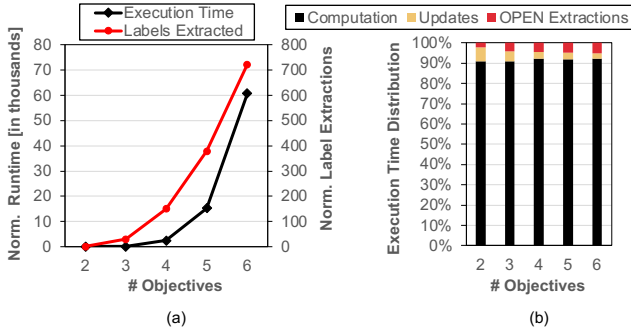 Execution Time
Labels Extracted
Norm. Runtime [in thousands]
80
70
60
50
40
30
20
10
0
800
700
600
500
400
300
200
100
0
Norm. Label Extractions
2 3 4 5 6
# Objectives
(a)
Computation Updates OPEN Extractions
Execution Time Distribution
100%
90%
80%
70%
60%
50%
40%
30%
20%
10%
0%
2 3 4 5 6
# Objectives
(b)